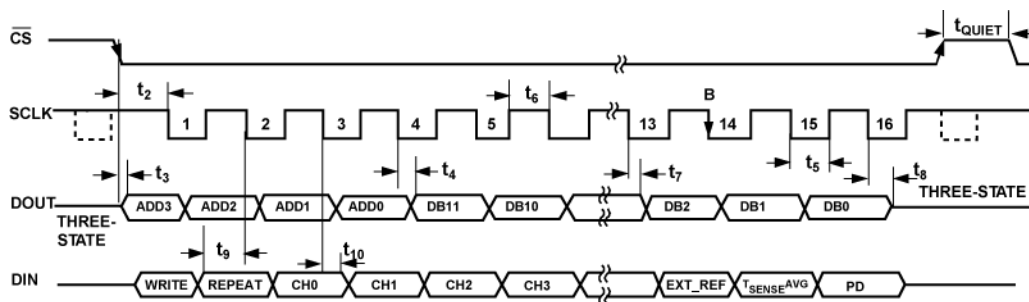 CS tQUIET
t2 t6 B
SCLK 1 2 3 4 5 13 14 15 16
t3 t4 t7 t5 t8
DOUT THREE-STATE ADD3 ADD2 ADD1 ADD0 DB11 DB10 DB2 DB1 DB0 THREE-STATE
t9 t10
DIN WRITE REPEAT CH0 CH1 CH2 CH3 EXT_REF TSENSEAVG PD